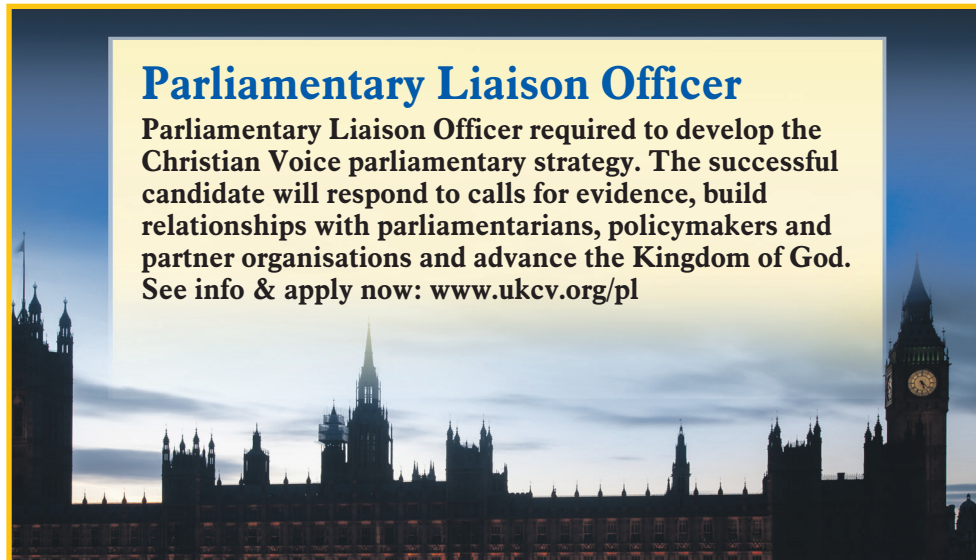 Parliamentary Liaison Officer
Parliamentary Liaison Officer required to develop the
Christian Voice parliamentary strategy. The successful
candidate will respond to calls for evidence, build
relationships with parliamentarians, policymakers and
partner organisations and advance the Kingdom of God.
See info & apply now: www.ukcv.org/pl